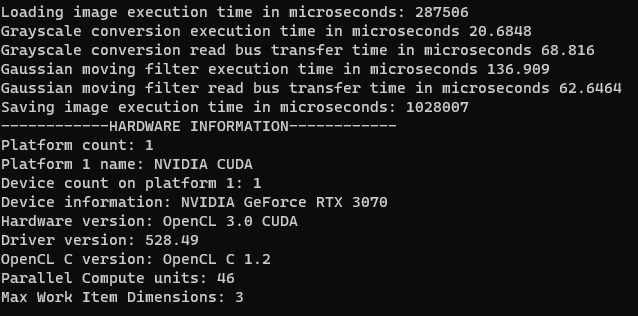 Loading image execution time in microseconds: 287506
Grayscale conversion execution time in microseconds 20.6848
Grayscale conversion read bus transfer time in microseconds 68.816
Gaussian moving filter execution time in microseconds 136.909
Gaussian moving filter read bus transfer time in microseconds 62.6464
Saving image execution time in microseconds: 1028007
------------HARDWARE INFORMATION------------
Platform count: 1
Platform 1 name: NVIDIA CUDA
Device count on platform 1: 1
Device information: NVIDIA GeForce RTX 3070
Hardware version: OpenCL 3.0 CUDA
Driver version: 528.49
OpenCL C version: OpenCL C 1.2
Parallel Compute units: 46
Max Work Item Dimensions: 3